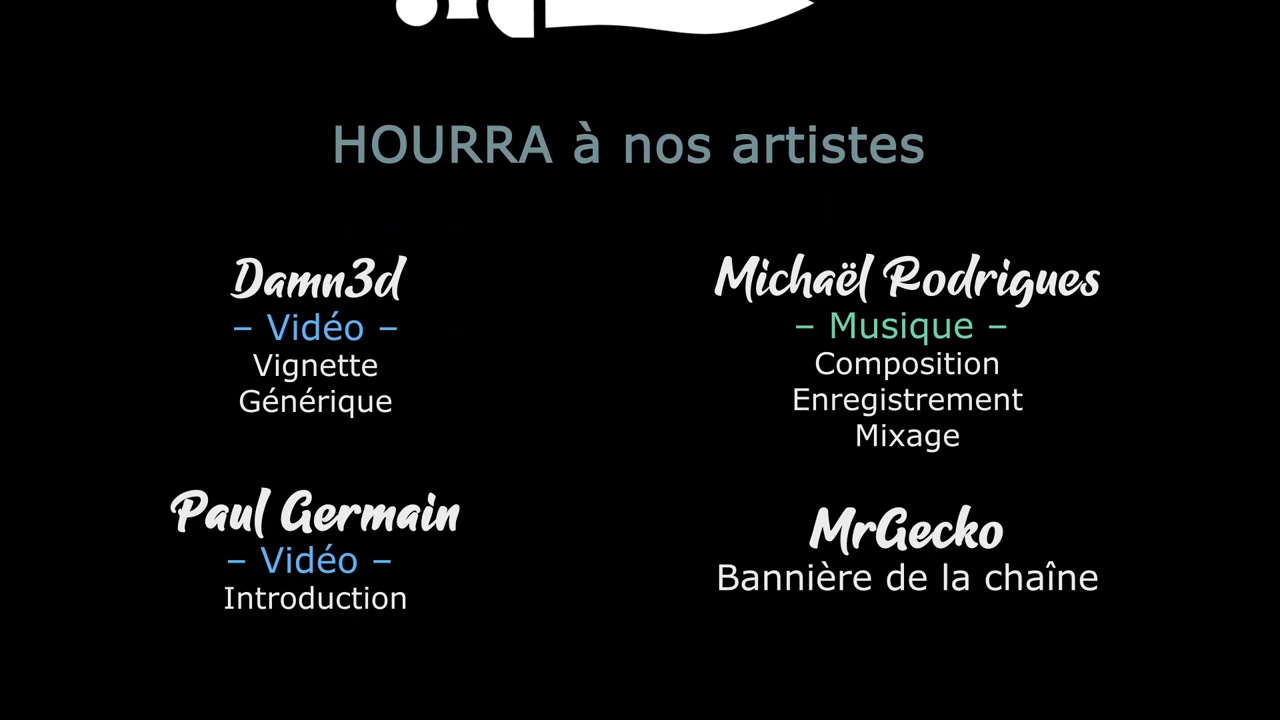 HOURRA à nos artistes
Damn3d
– Vidéo –
Vignette
Générique
Paul Germain
– Vidéo –
Introduction
Michaël Rodrigues
– Musique –
Composition
Enregistrement
Mixage
MrGecko
Bannière de la chaîne